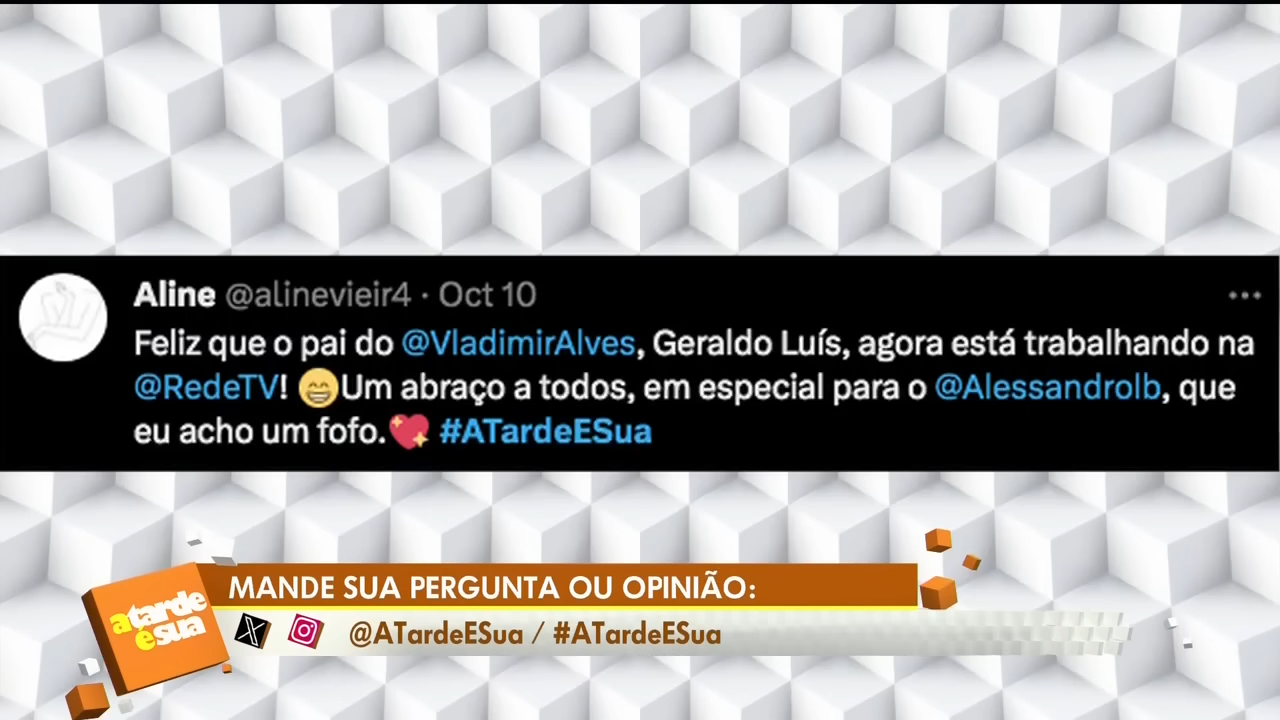 Aline @alinevieir4 · Oct 10
Feliz que o pai do @VladimirAlves, Geraldo Luís, agora está trabalhando na
@RedeTV! 😁Um abraço a todos, em especial para o @Alessandrolb, que
eu acho um fofo.💖 #ATardeESua
MANDE SUA PERGUNTA OU OPINIÃO:
@ATardeESua / #ATardeESua
a tarde
é sua